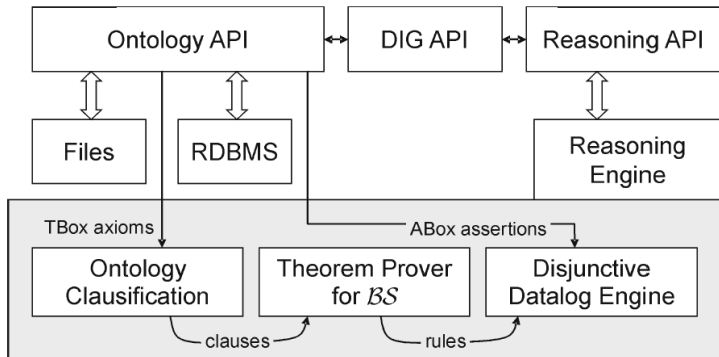 Ontology API
DIG API
Reasoning API
Files
RDBMS
Reasoning
Engine
TBox axioms
ABox assertions
Ontology
Clausification
Theorem Prover
for BS
Disjunctive
Datalog Engine
clauses
rules